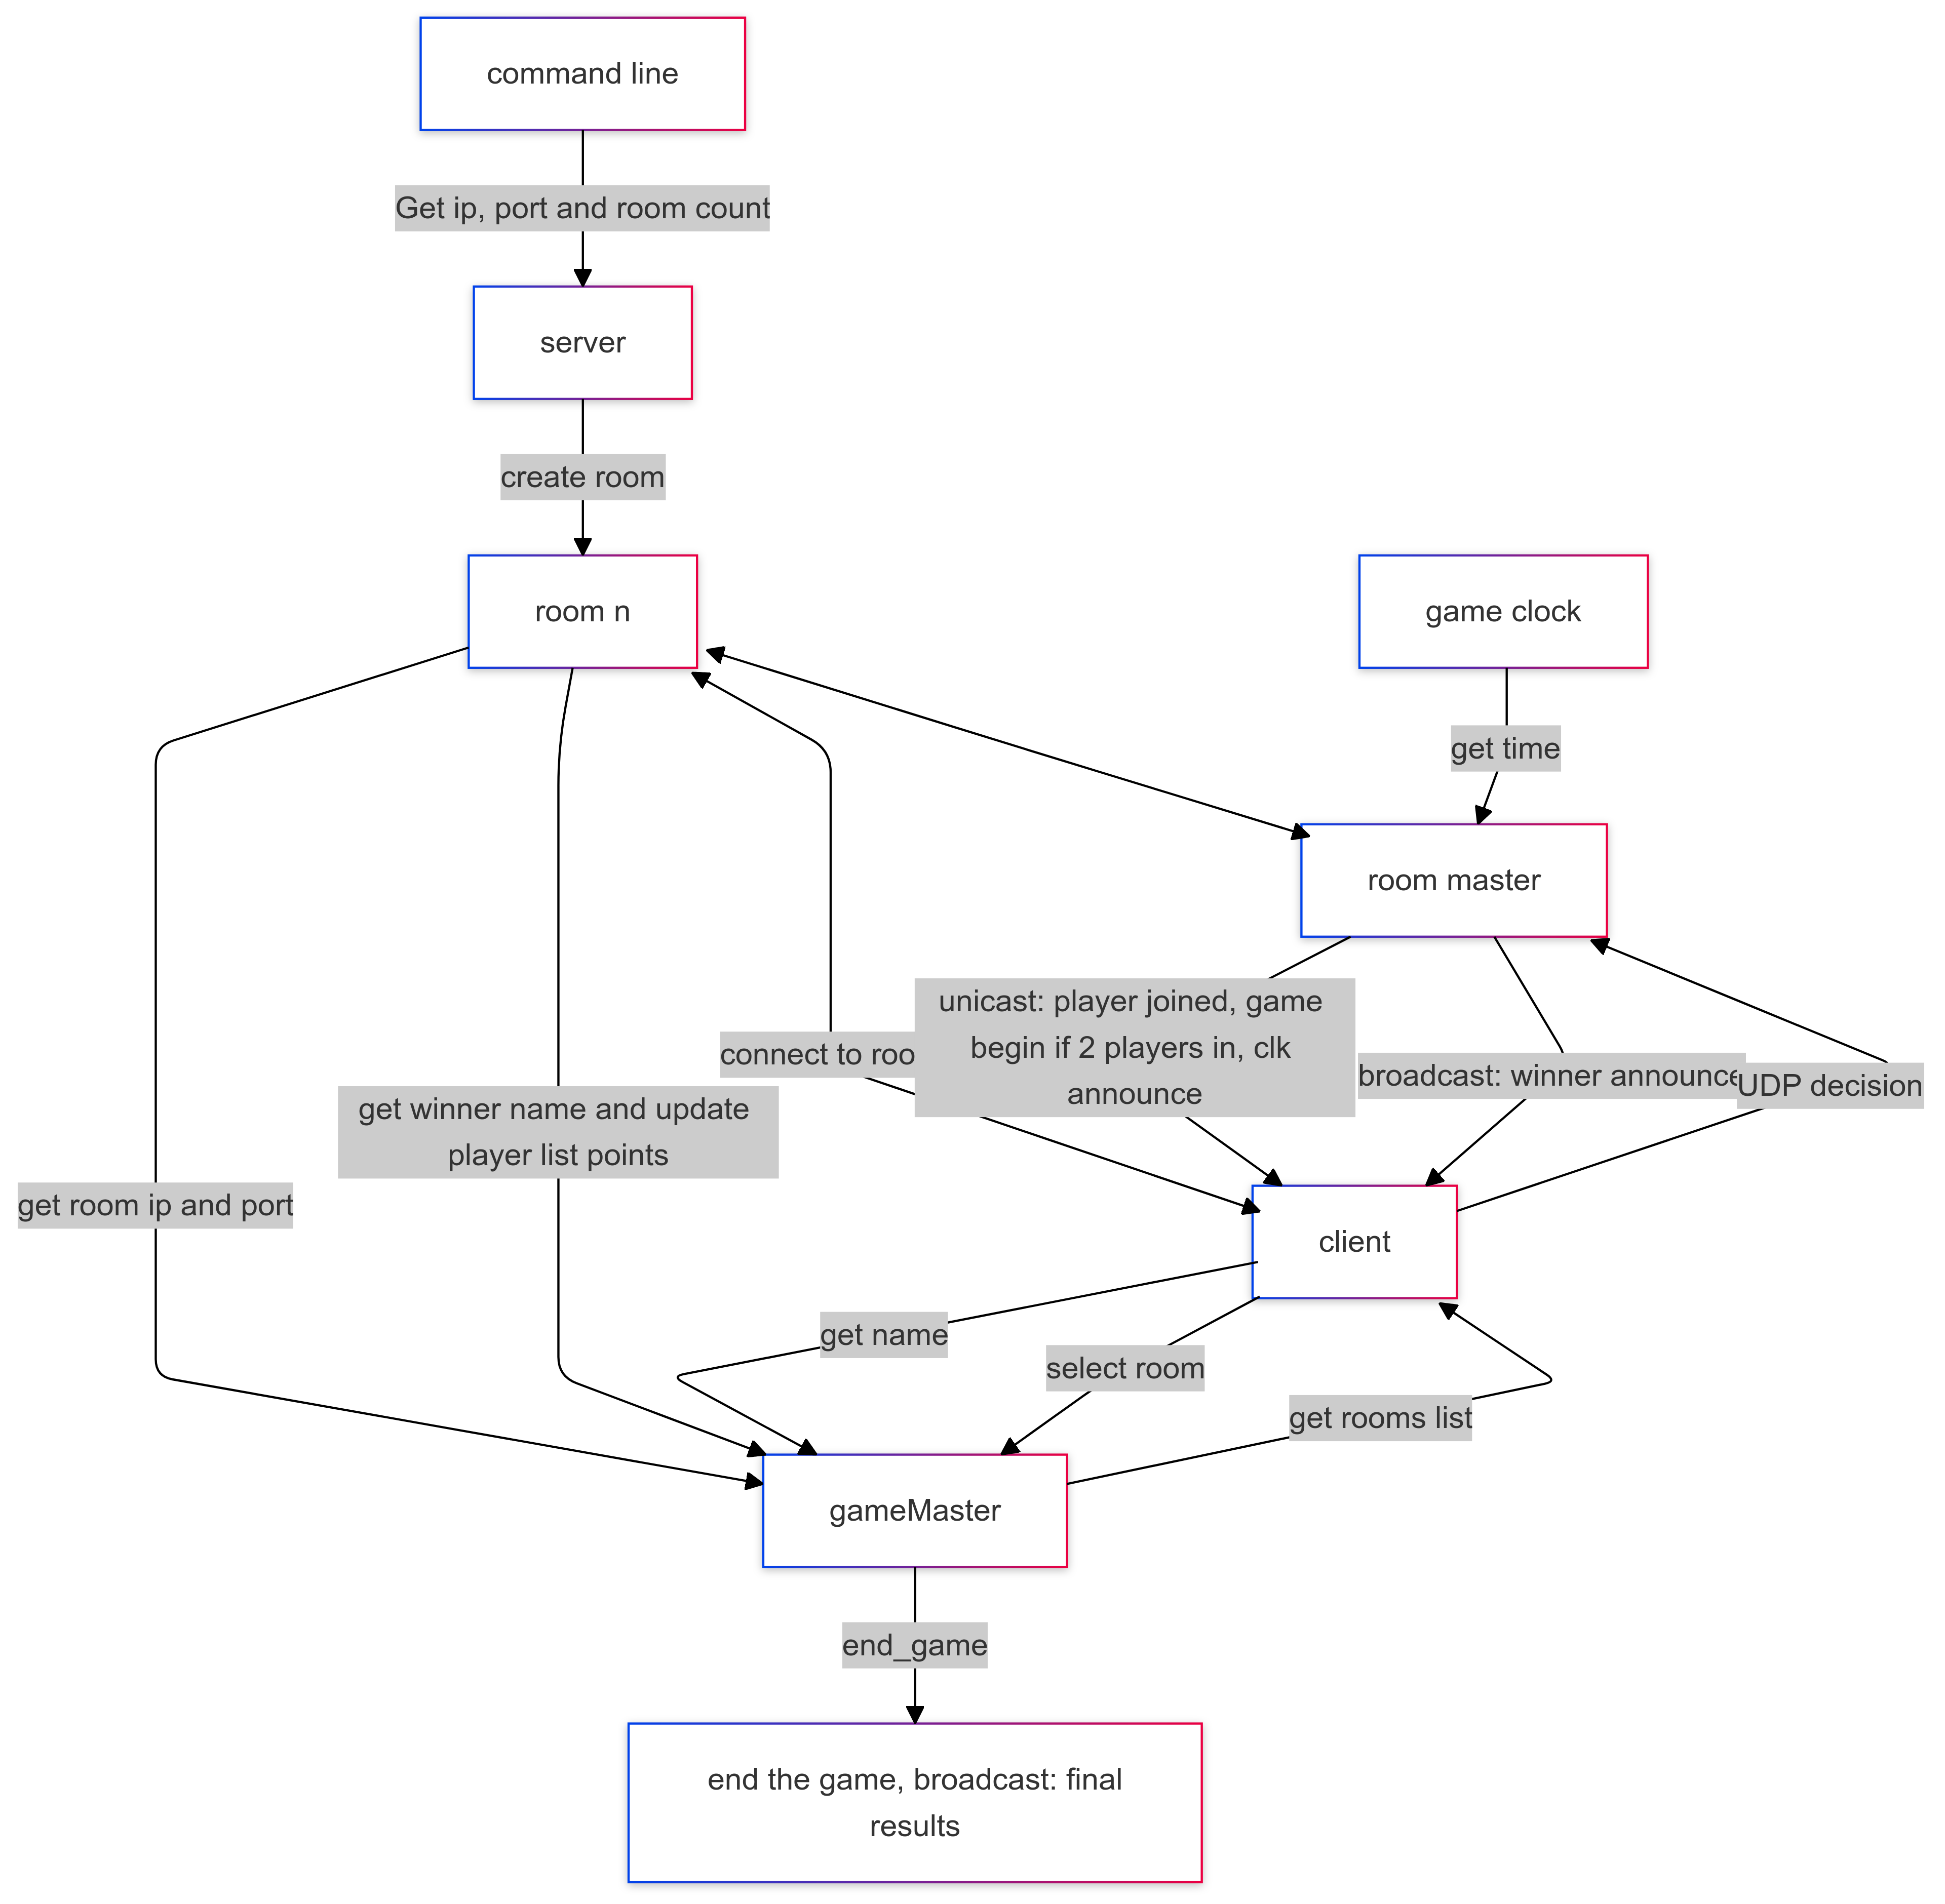 command line
Get ip, port and room count
server
create room
room n
game clock
get time
room master
unicast: player joined, game
begin if 2 players in, clk
announce
connect to roo
broadcast: winner announce
UDP decision
get winner name and update
player list points
get room ip and port
client
get name
select room
get rooms list
gameMaster
end_game
end the game, broadcast: final
results